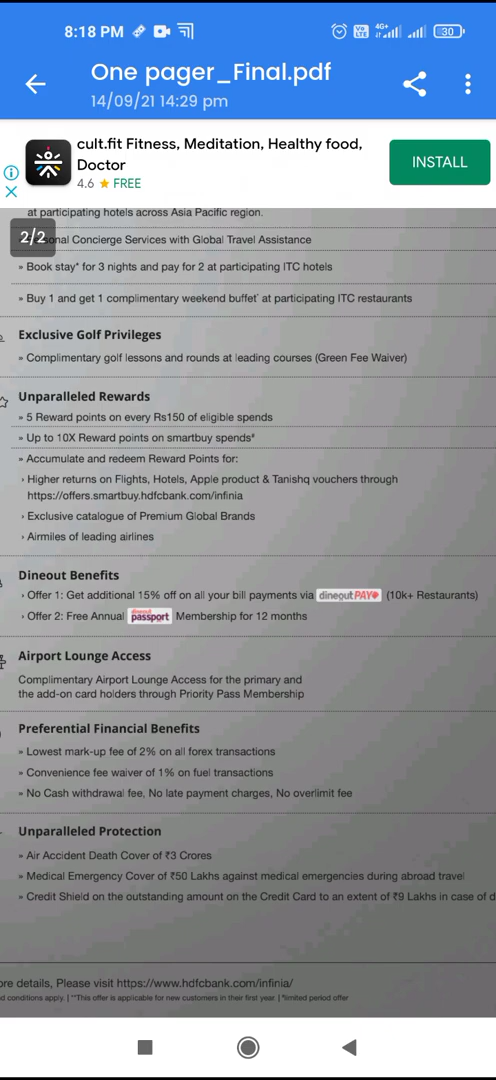 8:18 PM
Vo LTE 4G+ 30
One pager_Final.pdf
14/09/21 14:29 pm
cult.fit Fitness, Meditation, Healthy food,
Doctor
4.6 ★ FREE
INSTALL
at participating hotels across Asia Pacific region.
2/2
onal Concierge Services with Global Travel Assistance
» Book stay* for 3 nights and pay for 2 at participating ITC hotels
» Buy 1 and get 1 complimentary weekend buffet* at participating ITC restaurants
Exclusive Golf Privileges
» Complimentary golf lessons and rounds at leading courses (Green Fee Waiver)
Unparalleled Rewards
» 5 Reward points on every Rs150 of eligible spends
» Up to 10X Reward points on smartbuy spends#
» Accumulate and redeem Reward Points for:
› Higher returns on Flights, Hotels, Apple product & Tanishq vouchers through
https://offers.smartbuy.hdfcbank.com/infinia
› Exclusive catalogue of Premium Global Brands
› Airmiles of leading airlines
Dineout Benefits
› Offer 1: Get additional 15% off on all your bill payments via dineout PAY (10k+ Restaurants)
› Offer 2: Free Annual dineout passport Membership for 12 months
Airport Lounge Access
Complimentary Airport Lounge Access for the primary and
the add-on card holders through Priority Pass Membership
Preferential Financial Benefits
» Lowest mark-up fee of 2% on all forex transactions
» Convenience fee waiver of 1% on fuel transactions
» No Cash withdrawal fee, No late payment charges, No overlimit fee
Unparalleled Protection
» Air Accident Death Cover of ₹3 Crores
» Medical Emergency Cover of ₹50 Lakhs against medical emergencies during abroad travel
» Credit Shield on the outstanding amount on the Credit Card to an extent of ₹9 Lakhs in case of d
ore details, Please visit https://www.hdfcbank.com/infinia/
d conditions apply. | **This offer is applicable for new customers in their first year. | #limited period offer